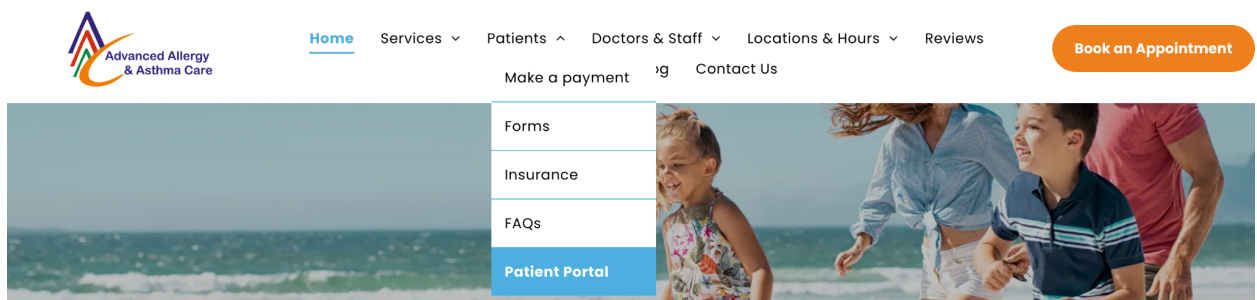 Advanced Allergy
& Asthma Care
Home Services Patients Doctors & Staff Locations & Hours Reviews
Contact Us
Book an Appointment
Make a payment
Forms
Insurance
FAQs
Patient Portal